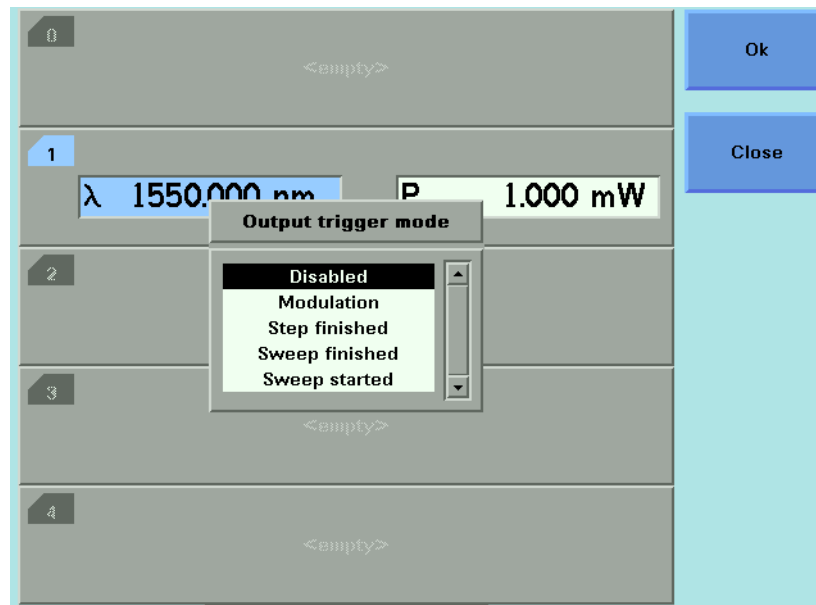 0
<empty>
Ok
1
Close
λ 1550.000 nm
P 1.000 mW
Output trigger mode
2
Disabled
Modulation
Step finished
Sweep finished
Sweep started
3
<empty>
4
<empty>